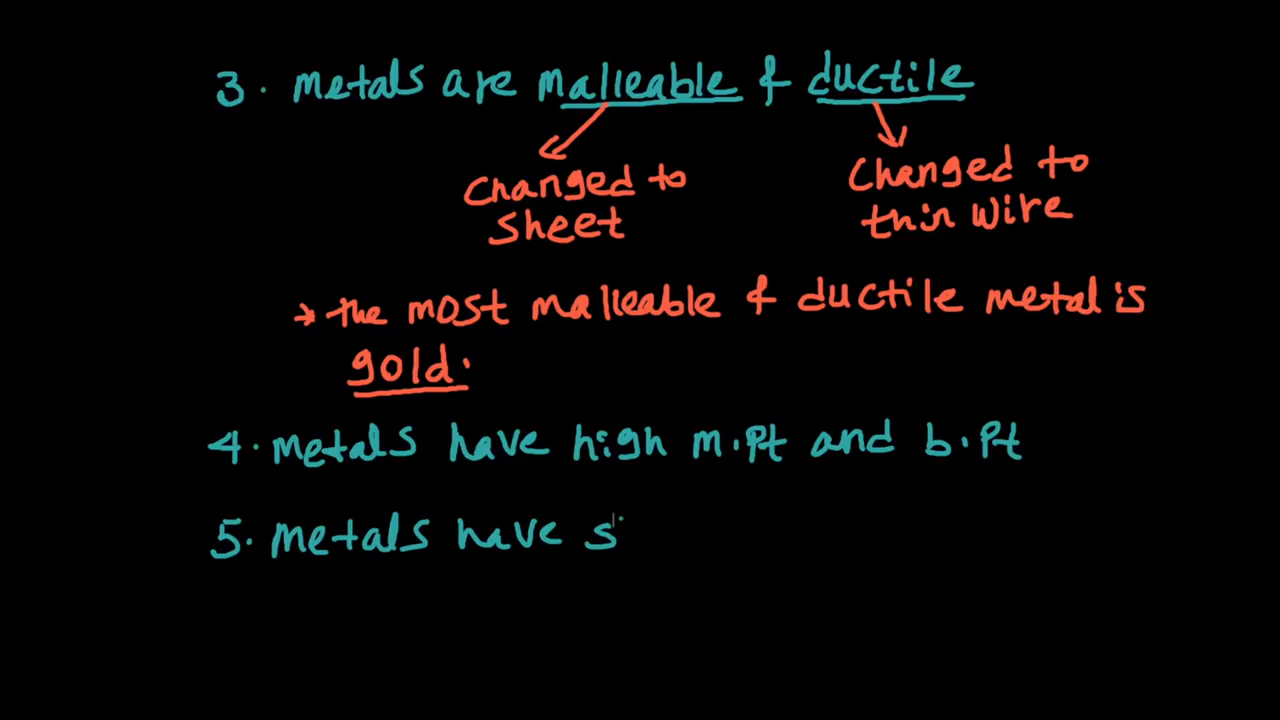 3. metals are malleable & ductile
changed to sheet
changed to thin wire
→ the most malleable & ductile metal is
gold.
4. metals have high m.pt and b.pt
5. metals have s